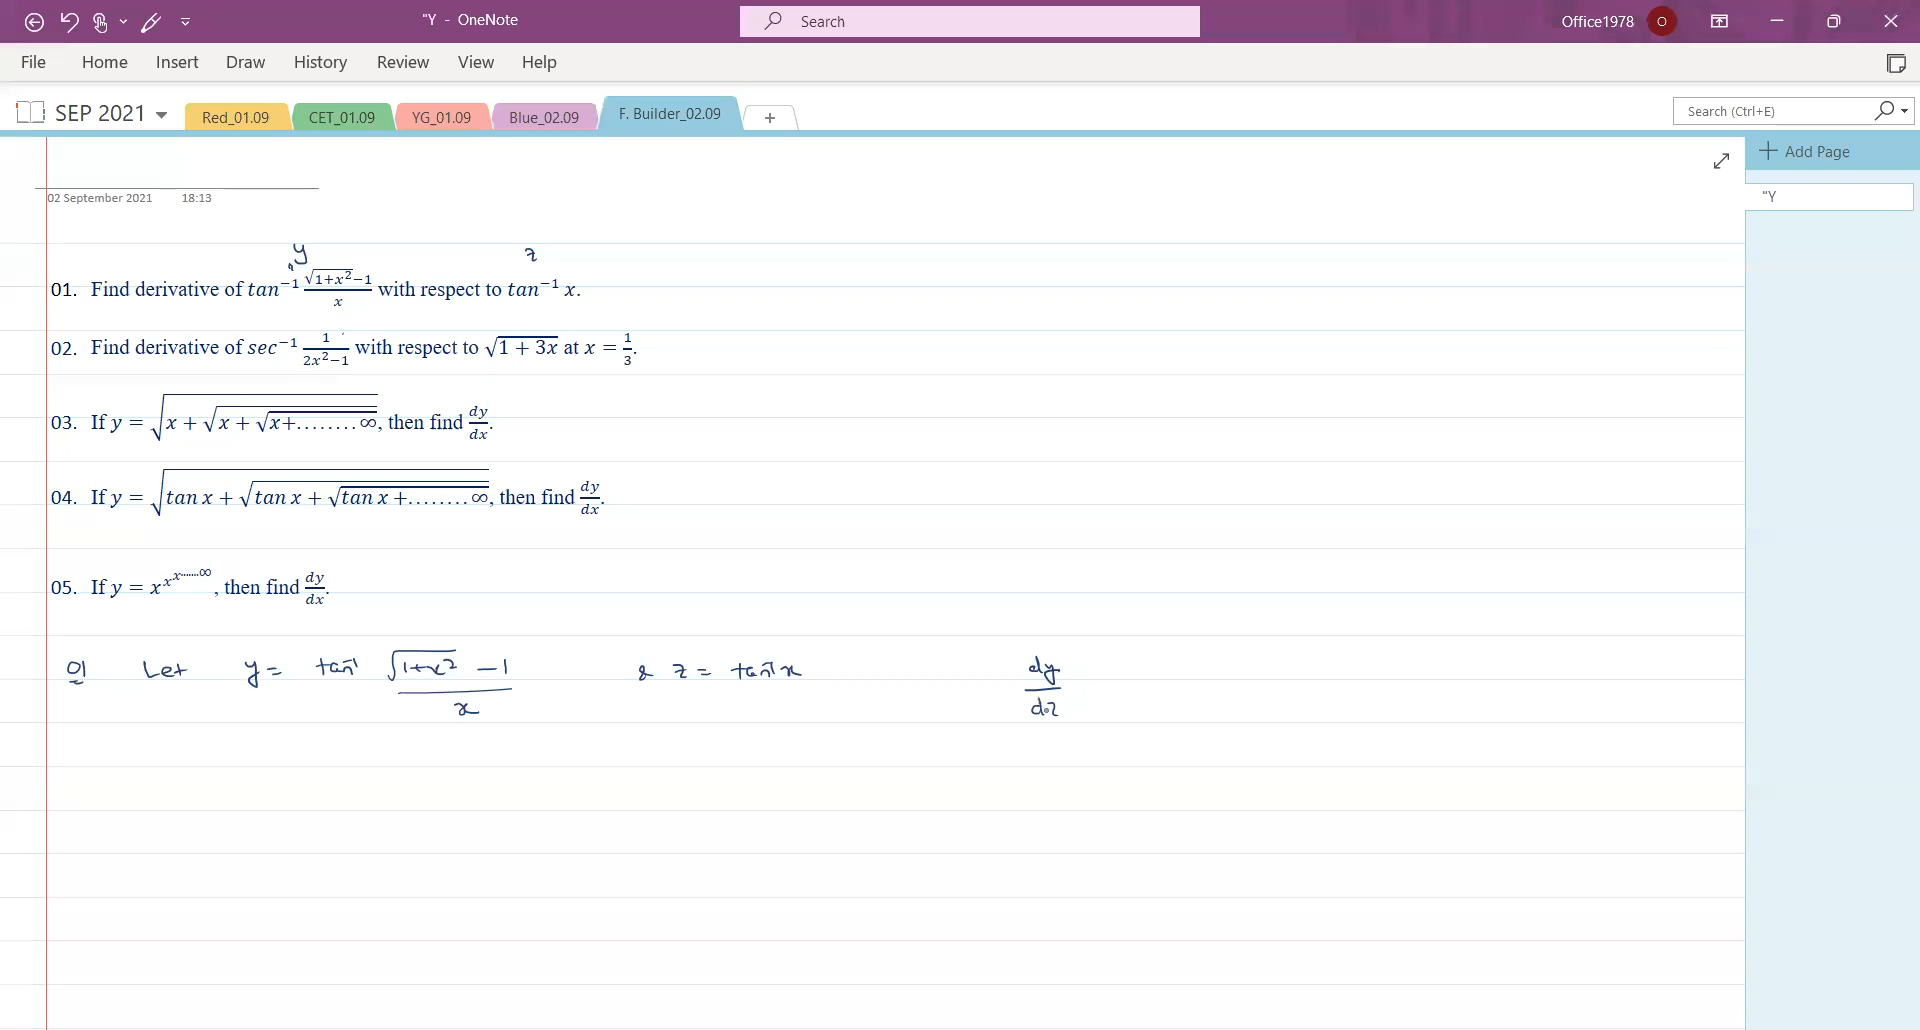 "Y - OneNote
Search
Office1978 O
File Home Insert Draw History Review View Help
SEP 2021 Red_01.09 CET_01.09 YG_01.09 Blue_02.09 F. Builder_02.09 +
Search (Ctrl+E)
+ Add Page
"Y
02 September 2021 18:13
y z
01. Find derivative of tan⁻¹ (√(1+x²)−1)/x with respect to tan⁻¹ x.
02. Find derivative of sec⁻¹ 1/(2x²−1) with respect to √(1 + 3x) at x = 1/3.
03. If y = √(x + √(x + √(x+........∞))), then find dy/dx.
04. If y = √(tan x + √(tan x + √(tan x +........∞))), then find dy/dx.
05. If y = x^x^x^.......∞, then find dy/dx.
01 Let y = tan⁻¹ (√(1+x²) − 1)/x & z = tan⁻¹ x dy/dz